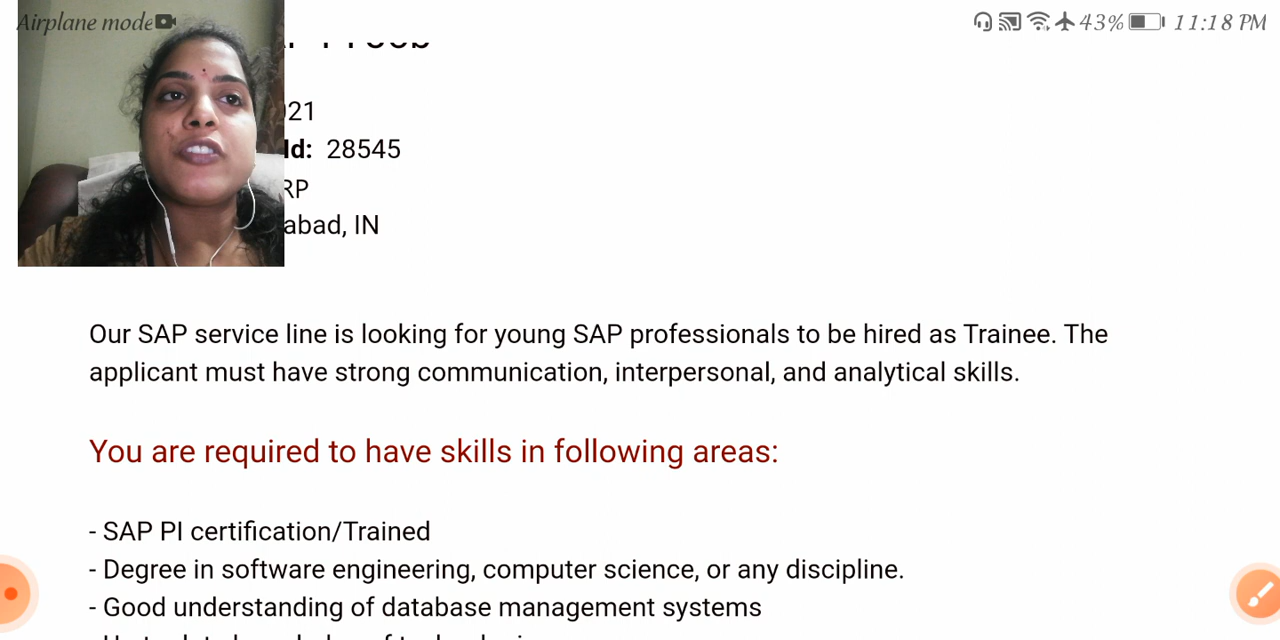 Airplane mode 43% 11:18 PM
021
Id: 28545
RP
abad, IN
Our SAP service line is looking for young SAP professionals to be hired as Trainee. The
applicant must have strong communication, interpersonal, and analytical skills.
You are required to have skills in following areas:
- SAP PI certification/Trained
- Degree in software engineering, computer science, or any discipline.
- Good understanding of database management systems